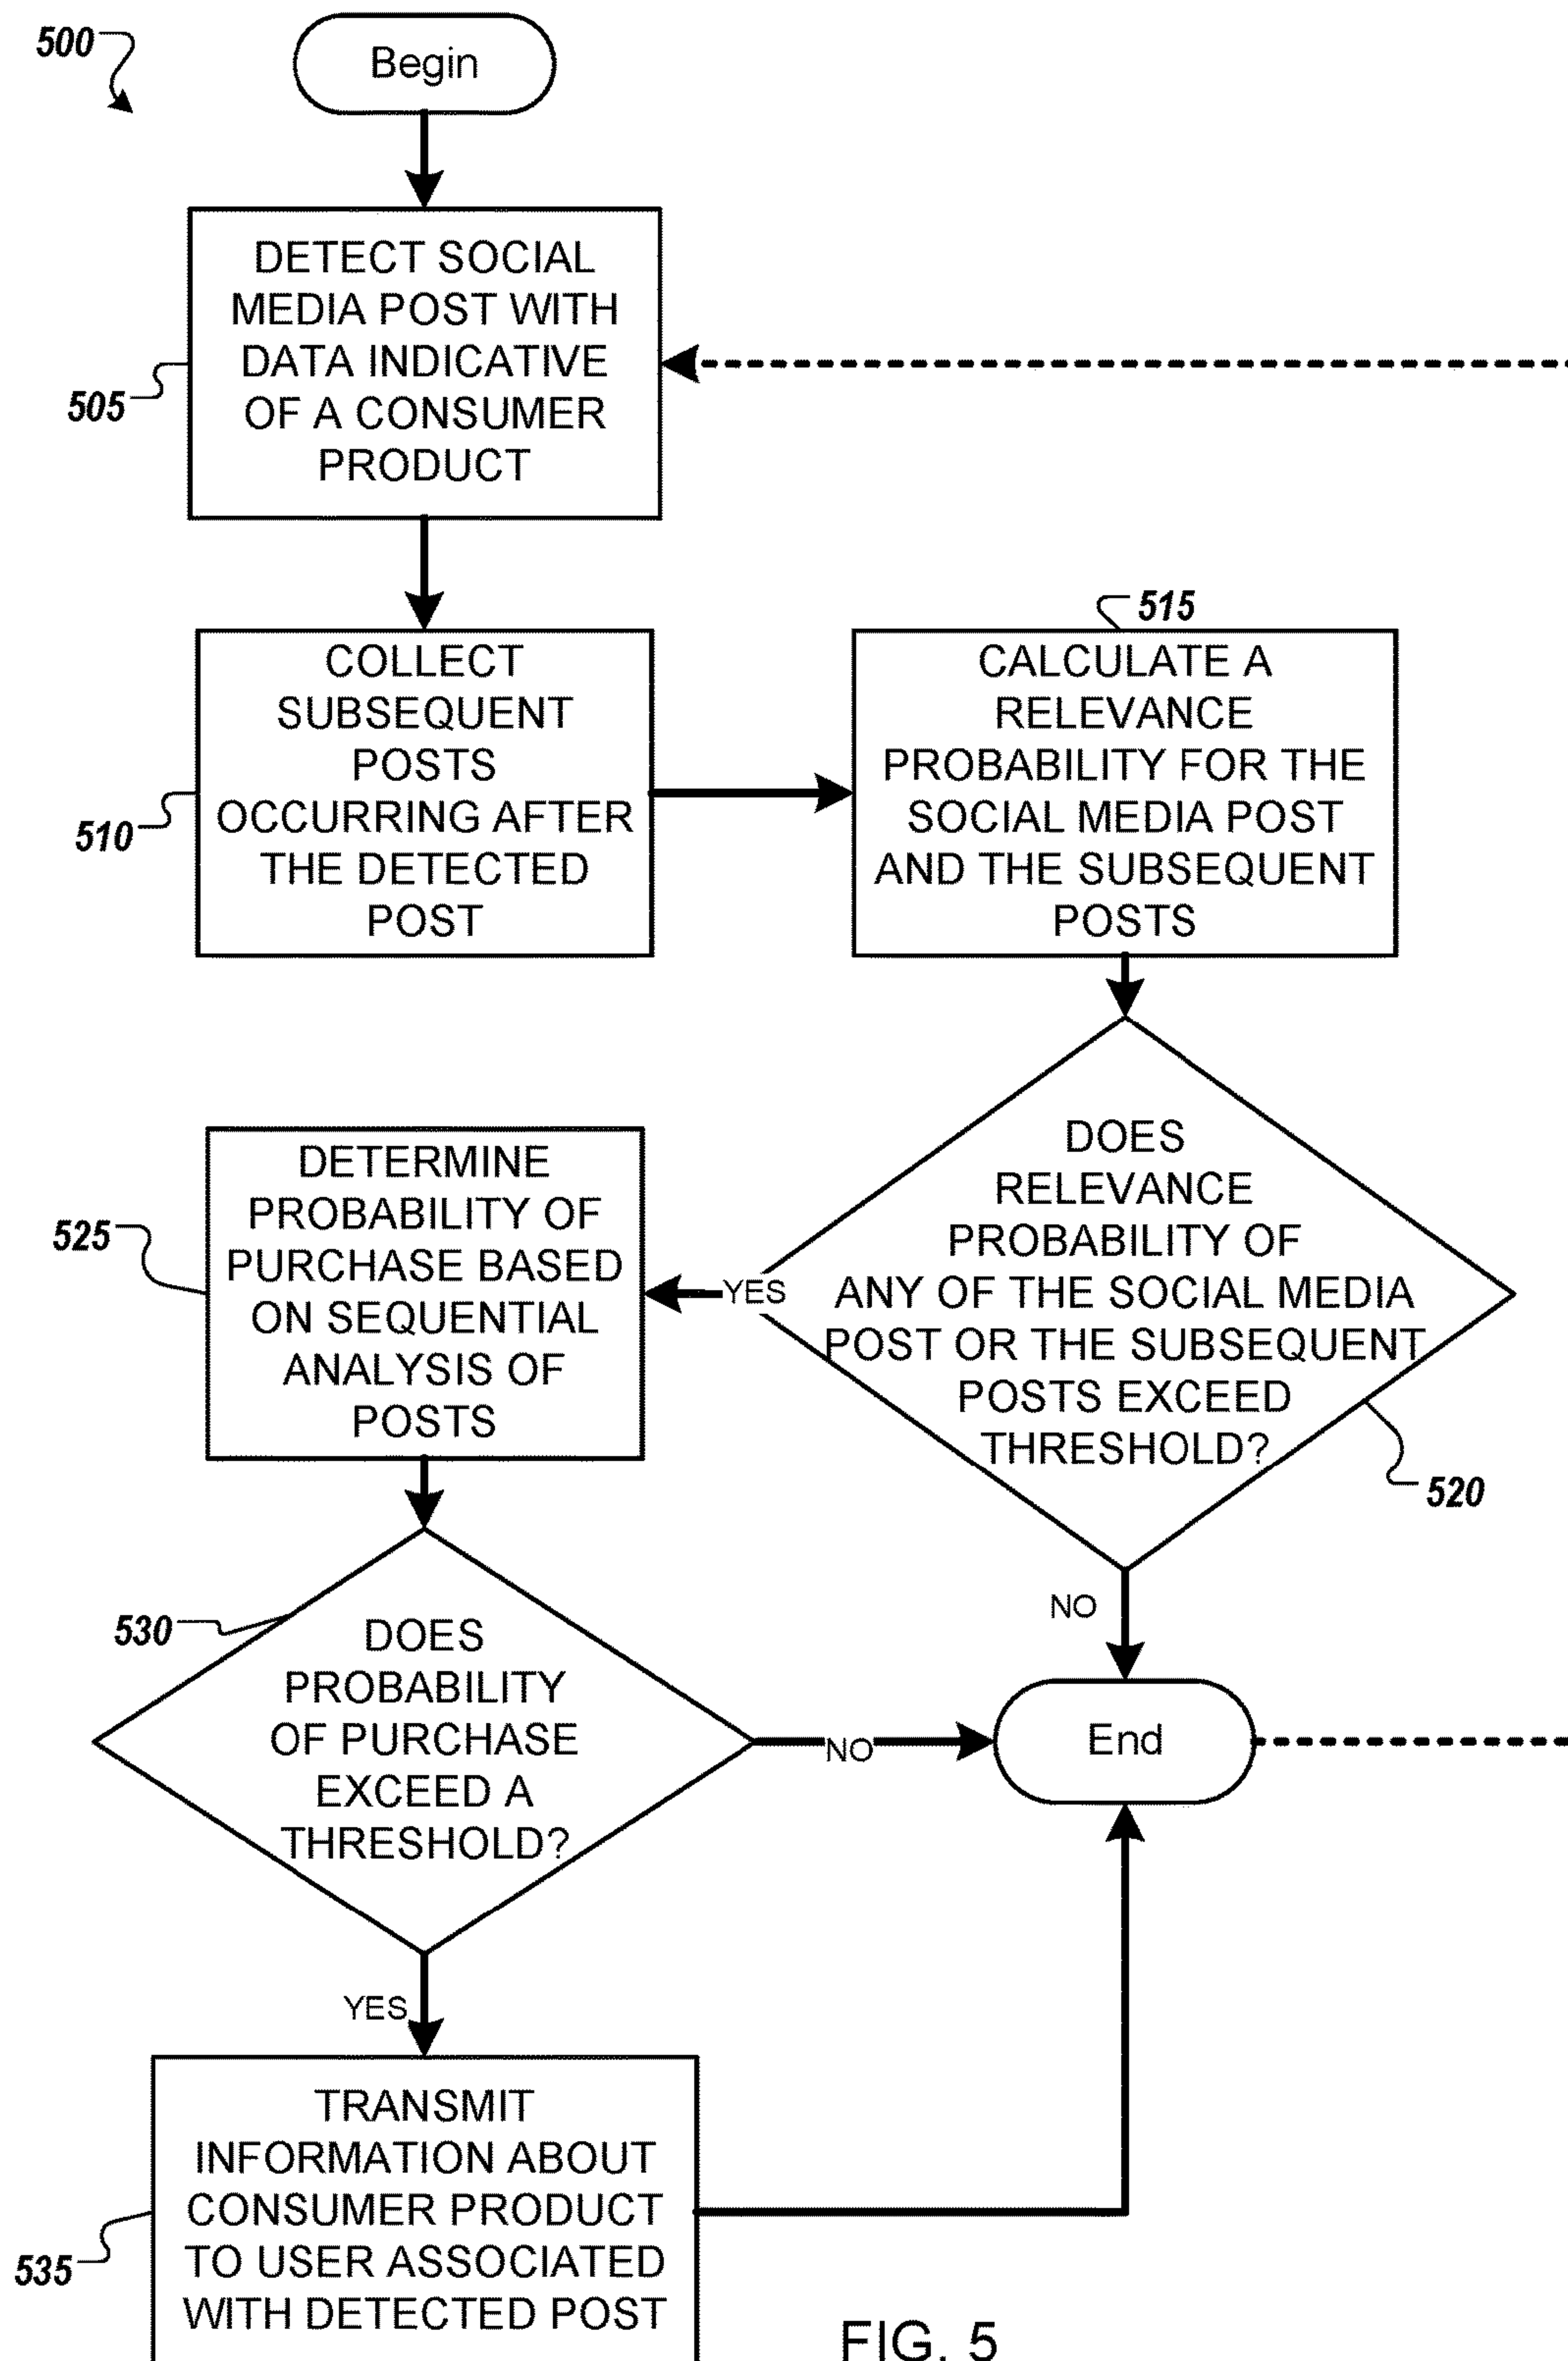 500
Begin
DETECT SOCIAL
MEDIA POST WITH
DATA INDICATIVE
OF A CONSUMER
PRODUCT
505
COLLECT
SUBSEQUENT
POSTS
OCCURRING AFTER
THE DETECTED
POST
510
515
CALCULATE A
RELEVANCE
PROBABILITY FOR THE
SOCIAL MEDIA POST
AND THE SUBSEQUENT
POSTS
DOES
RELEVANCE
PROBABILITY OF
ANY OF THE SOCIAL MEDIA
POST OR THE SUBSEQUENT
POSTS EXCEED
THRESHOLD?
520
YES
NO
DETERMINE
PROBABILITY OF
PURCHASE BASED
ON SEQUENTIAL
ANALYSIS OF
POSTS
525
530
DOES
PROBABILITY
OF PURCHASE
EXCEED A
THRESHOLD?
NO
End
YES
TRANSMIT
INFORMATION ABOUT
CONSUMER PRODUCT
TO USER ASSOCIATED
WITH DETECTED POST
535
FIG. 5